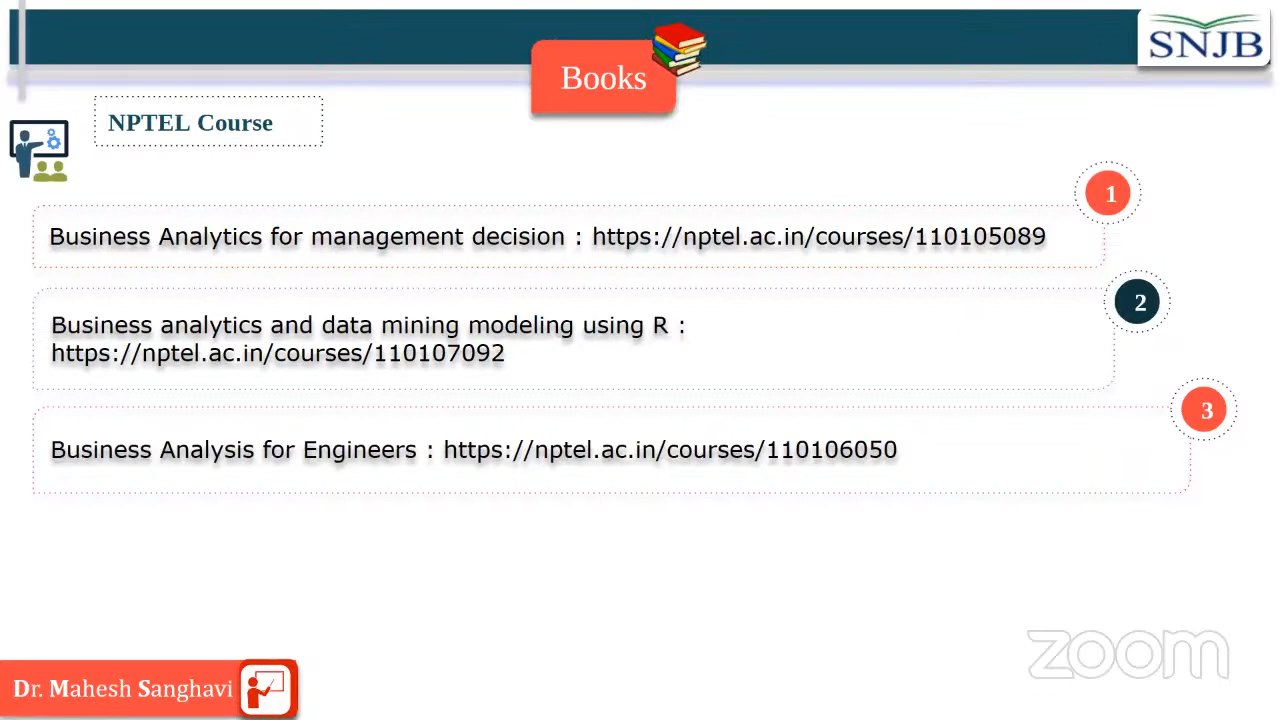 SNJB
Books
NPTEL Course
1
Business Analytics for management decision : https://nptel.ac.in/courses/110105089
2
Business analytics and data mining modeling using R :
https://nptel.ac.in/courses/110107092
3
Business Analysis for Engineers : https://nptel.ac.in/courses/110106050
zoom
Dr. Mahesh Sanghavi